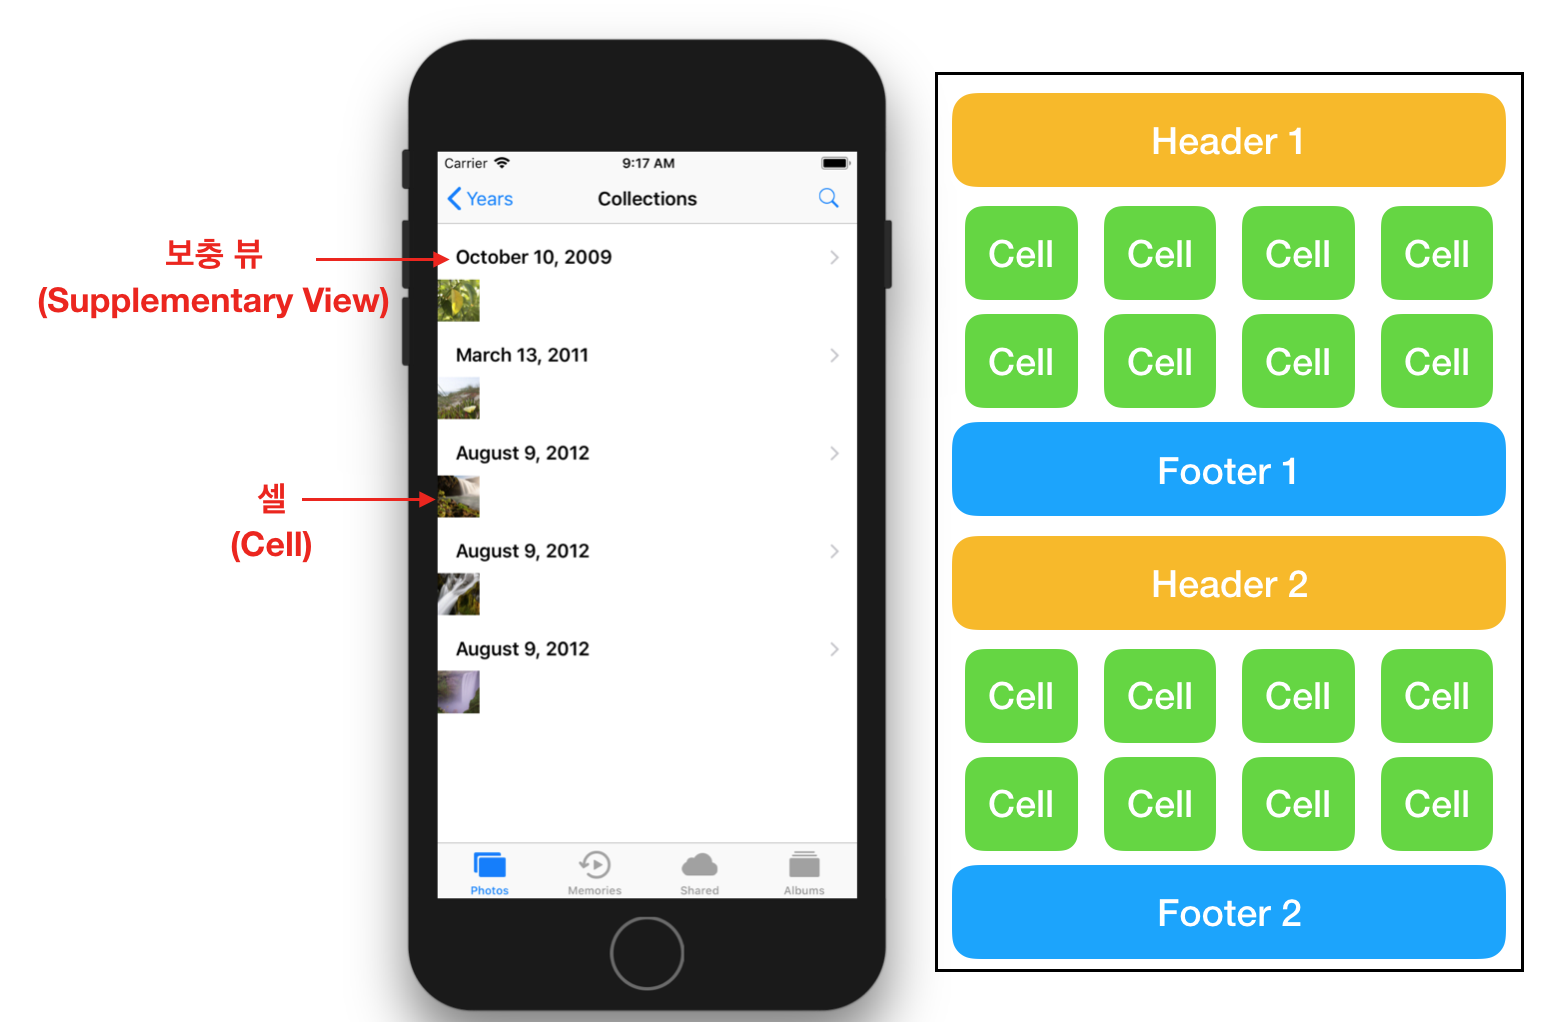 보충 뷰
(Supplementary View)
셀
(Cell)
Carrier 9:17 AM
Years Collections
October 10, 2009
March 13, 2011
August 9, 2012
August 9, 2012
August 9, 2012
Photos Memories Shared Albums
Header 1
Cell Cell Cell Cell
Cell Cell Cell Cell
Footer 1
Header 2
Cell Cell Cell Cell
Cell Cell Cell Cell
Footer 2